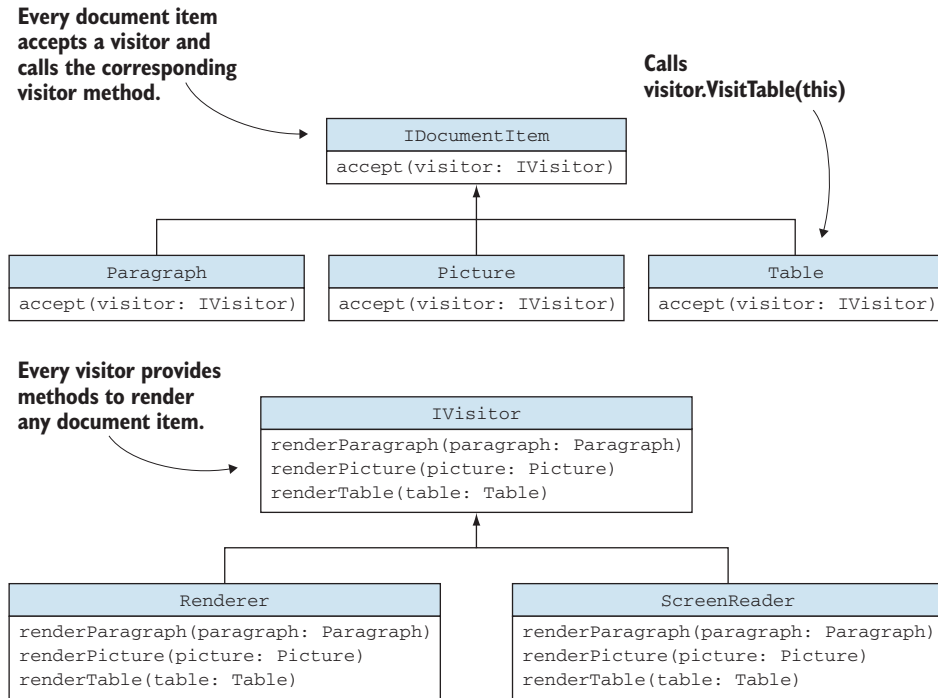 Every document item
accepts a visitor and
calls the corresponding
visitor method.
Calls
visitor.VisitTable(this)
IDocumentItem
accept(visitor: IVisitor)
Paragraph
accept(visitor: IVisitor)
Picture
accept(visitor: IVisitor)
Table
accept(visitor: IVisitor)
Every visitor provides
methods to render
any document item.
IVisitor
renderParagraph(paragraph: Paragraph)
renderPicture(picture: Picture)
renderTable(table: Table)
Renderer
renderParagraph(paragraph: Paragraph)
renderPicture(picture: Picture)
renderTable(table: Table)
ScreenReader
renderParagraph(paragraph: Paragraph)
renderPicture(picture: Picture)
renderTable(table: Table)